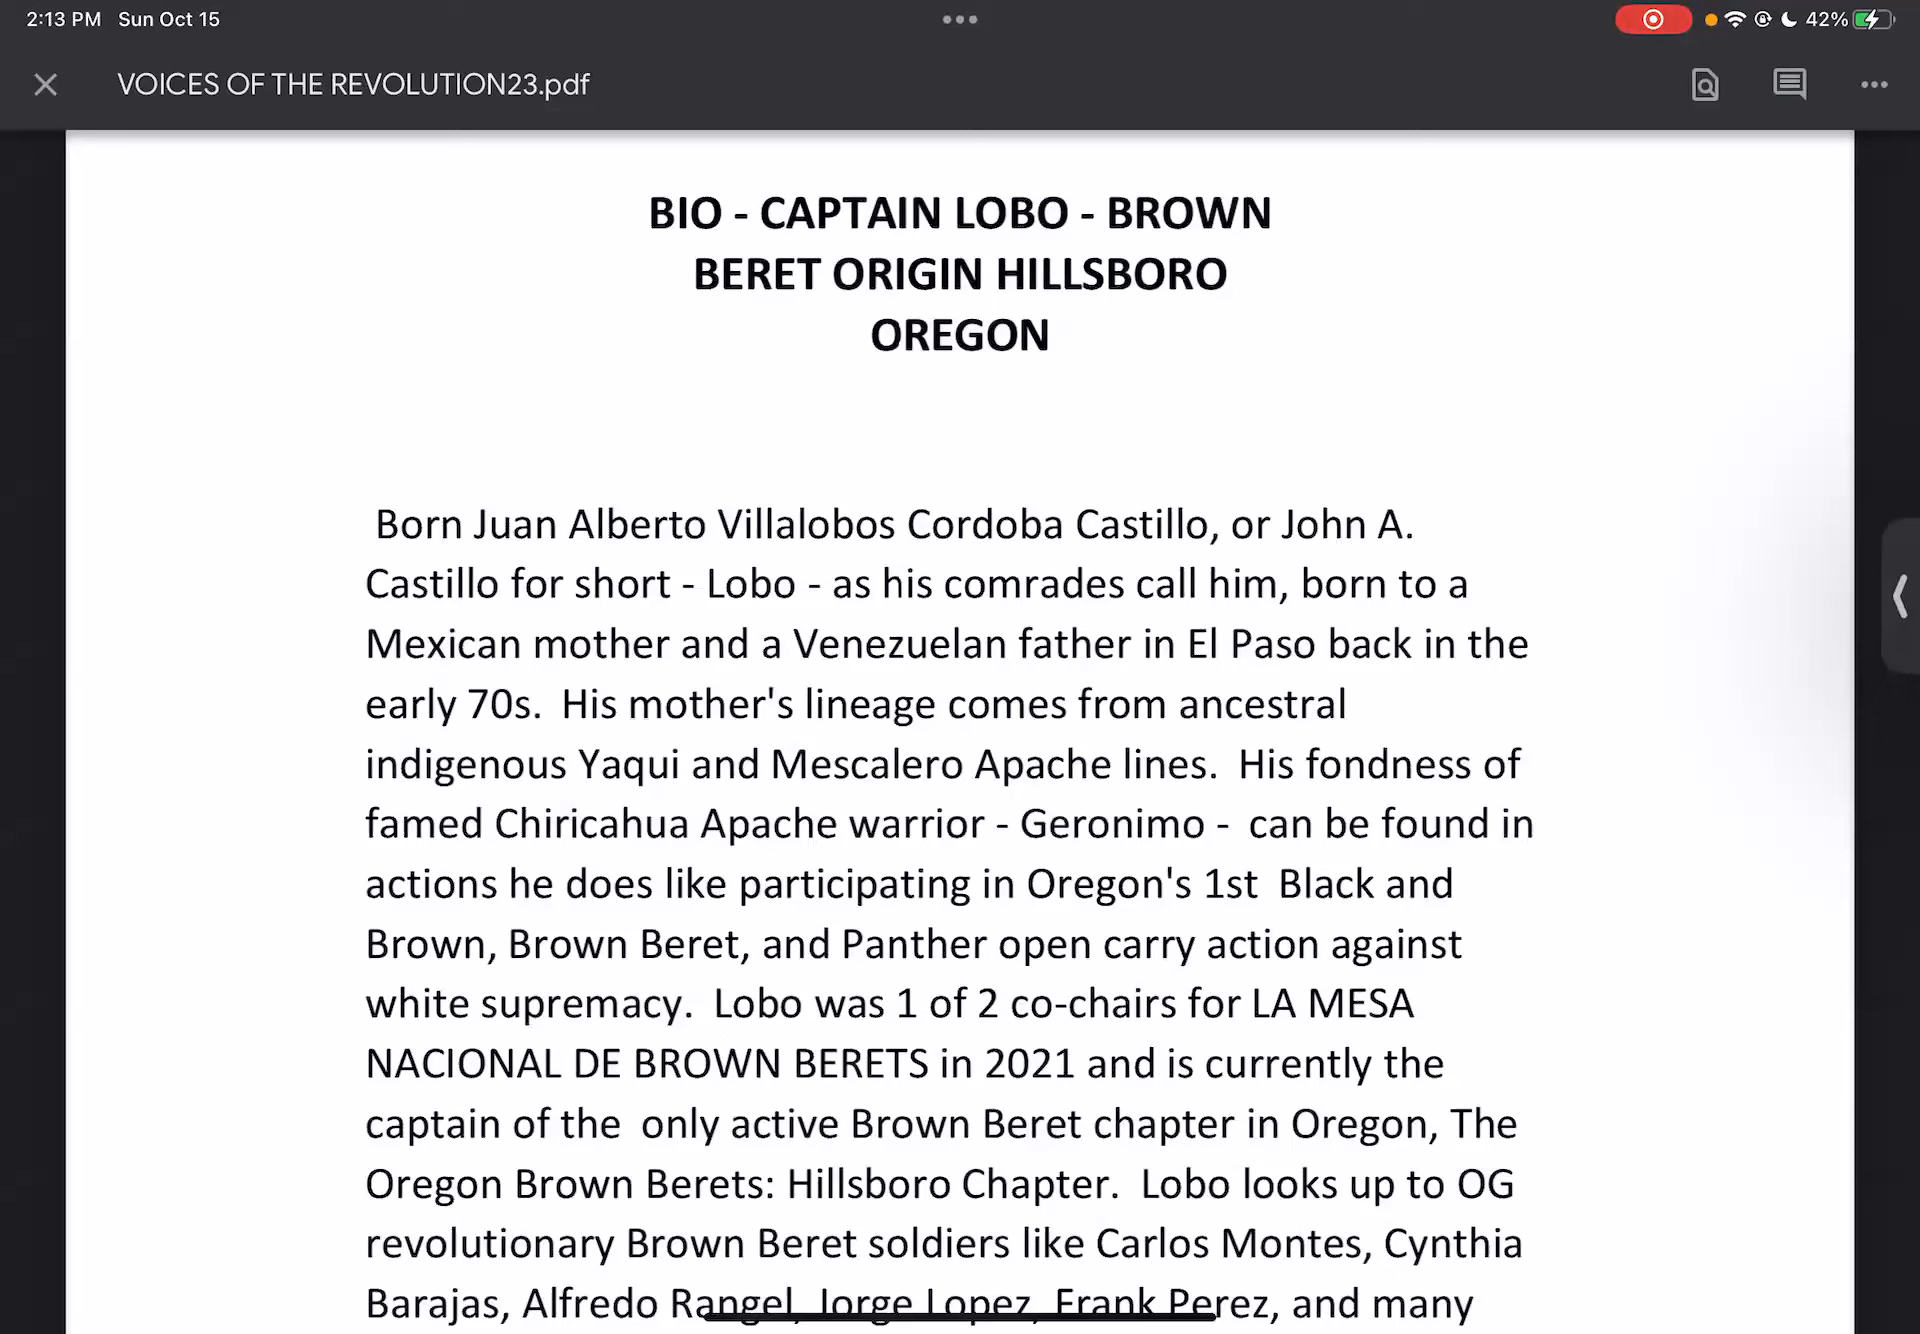 2:13 PM Sun Oct 15
42%
VOICES OF THE REVOLUTION23.pdf
BIO - CAPTAIN LOBO - BROWN
BERET ORIGIN HILLSBORO
OREGON
Born Juan Alberto Villalobos Cordoba Castillo, or John A.
Castillo for short - Lobo - as his comrades call him, born to a
Mexican mother and a Venezuelan father in El Paso back in the
early 70s. His mother's lineage comes from ancestral
indigenous Yaqui and Mescalero Apache lines. His fondness of
famed Chiricahua Apache warrior - Geronimo - can be found in
actions he does like participating in Oregon's 1st Black and
Brown, Brown Beret, and Panther open carry action against
white supremacy. Lobo was 1 of 2 co-chairs for LA MESA
NACIONAL DE BROWN BERETS in 2021 and is currently the
captain of the only active Brown Beret chapter in Oregon, The
Oregon Brown Berets: Hillsboro Chapter. Lobo looks up to OG
revolutionary Brown Beret soldiers like Carlos Montes, Cynthia
Barajas, Alfredo Rangel, Jorge Lopez, Frank Perez, and many